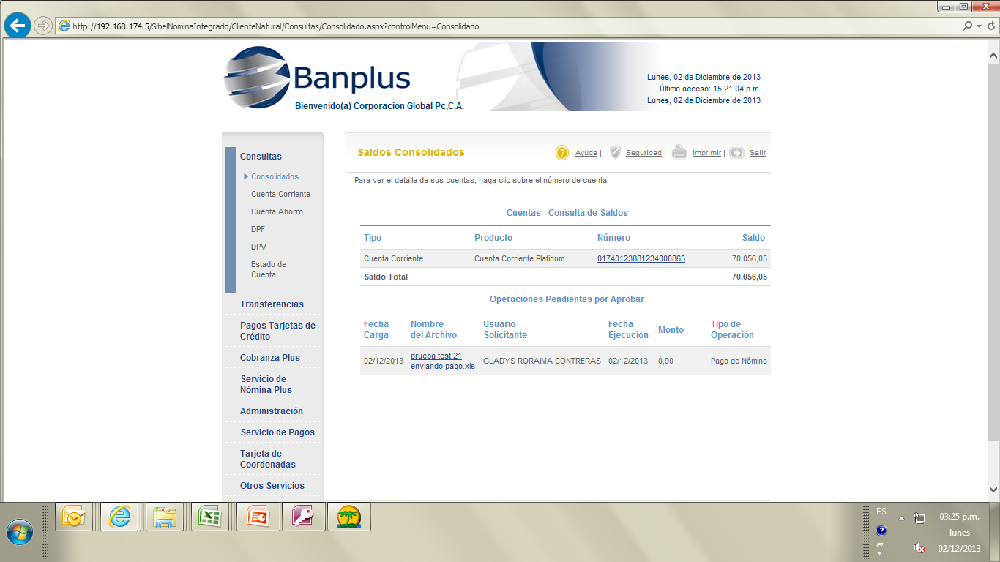 http://192.168.174.5/SibelNominaIntegrado/ClienteNatural/Consultas/Consolidado.aspx?controlMenu=Consolidado
Banplus
Bienvenido(a) Corporacion Global Pc,C.A.
Lunes, 02 de Diciembre de 2013
Último acceso: 15:21:04 p.m.
Lunes, 02 de Diciembre de 2013
Consultas
Consolidados
Cuenta Corriente
Cuenta Ahorro
DPF
DPV
Estado de
Cuenta
Transferencias
Pagos Tarjetas de
Crédito
Cobranza Plus
Servicio de
Nómina Plus
Administración
Servicio de Pagos
Tarjeta de
Coordenadas
Otros Servicios
Saldos Consolidados
Ayuda | Seguridad | Imprimir | Salir
Para ver el detalle de sus cuentas, haga clic sobre el número de cuenta.
Cuentas - Consulta de Saldos
Tipo Producto Número Saldo
Cuenta Corriente Cuenta Corriente Platinum 01740123881234000865 70.056,05
Saldo Total 70.056,05
Operaciones Pendientes por Aprobar
Fecha Carga Nombre del Archivo Usuario Solicitante Fecha Ejecución Monto Tipo de Operación
02/12/2013 prueba test 21 enviando pago.xls GLADYS RORAIMA CONTRERAS 02/12/2013 0,90 Pago de Nómina
ES
03:25 p.m.
lunes
02/12/2013